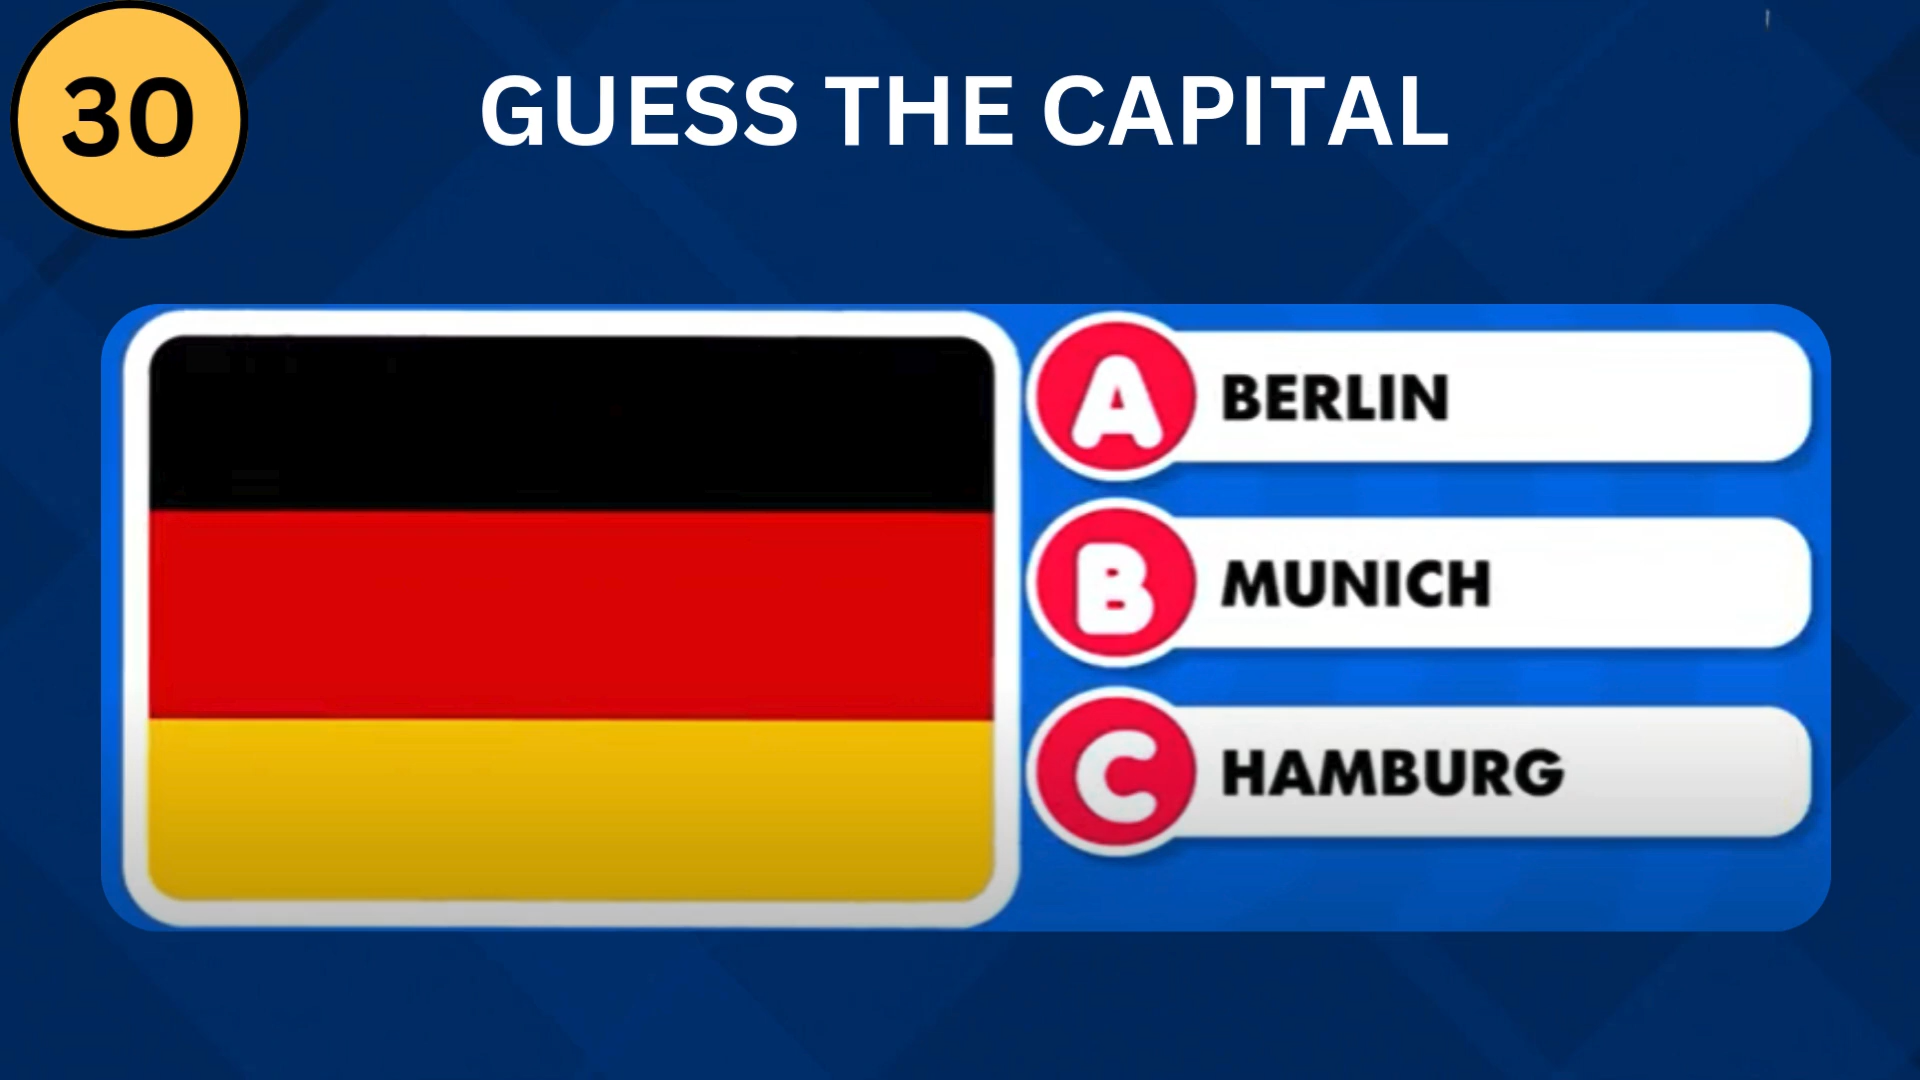 30
GUESS THE CAPITAL
A BERLIN
B MUNICH
C HAMBURG